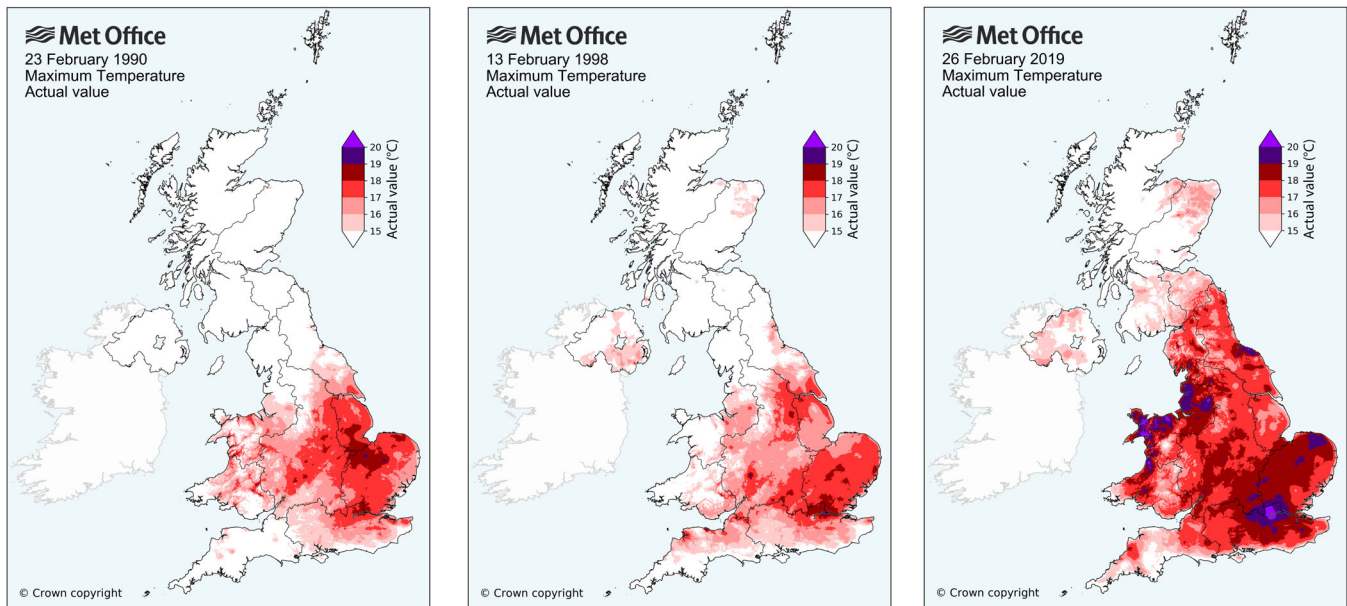 Met Office
23 February 1990
Maximum Temperature
Actual value
20
19
18
17
16
15
Actual value (°C)
© Crown copyright
Met Office
13 February 1998
Maximum Temperature
Actual value
20
19
18
17
16
15
Actual value (°C)
© Crown copyright
Met Office
26 February 2019
Maximum Temperature
Actual value
20
19
18
17
16
15
Actual value (°C)
© Crown copyright